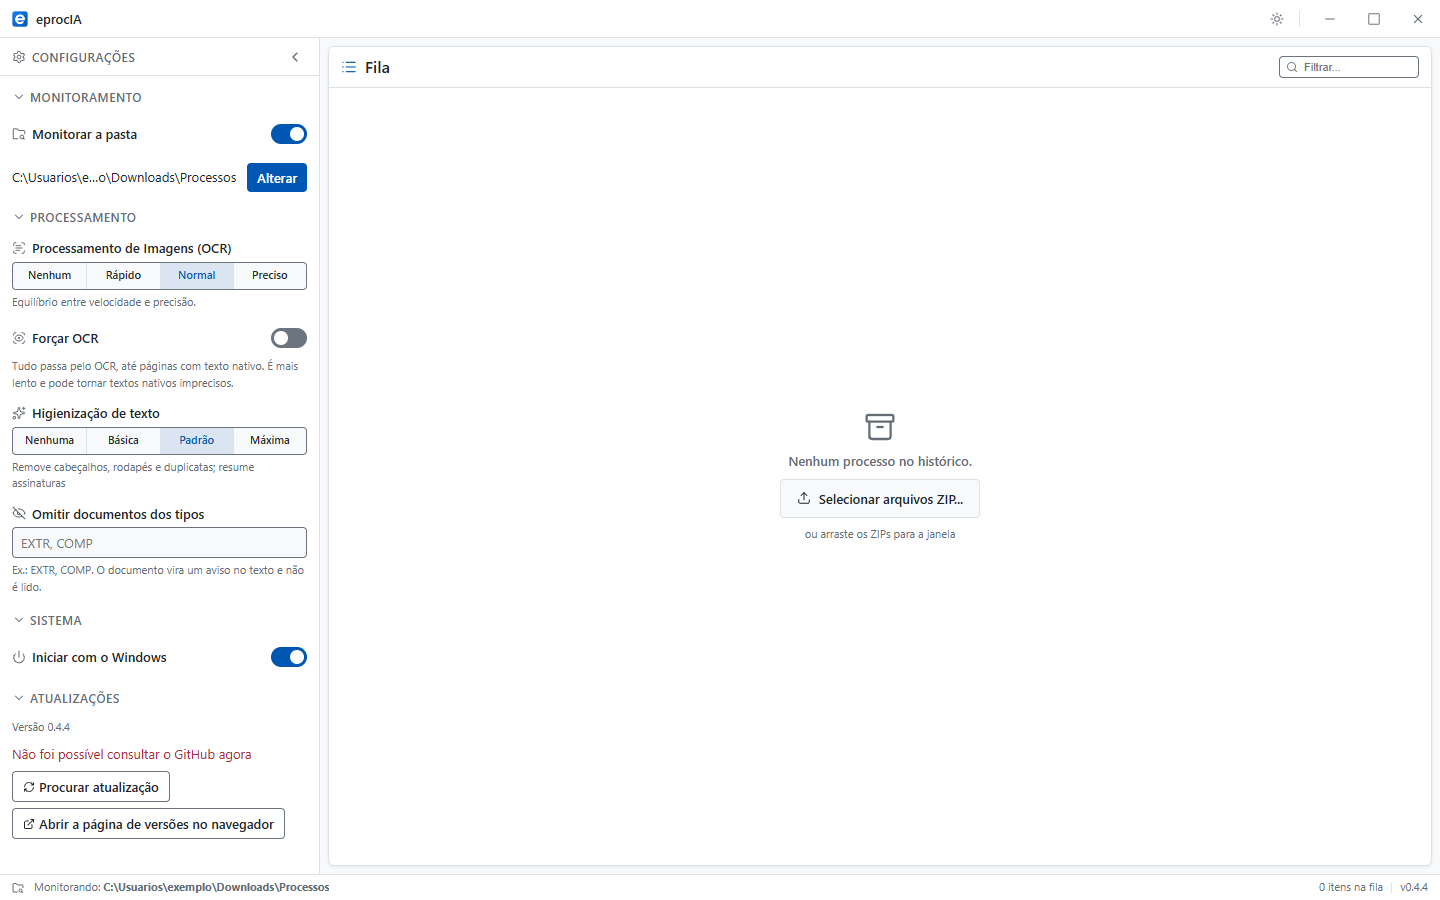 eprocIA
CONFIGURAÇÕES
MONITORAMENTO
Monitorar a pasta
C:\Usuarios\e...o\Downloads\Processos
Alterar
PROCESSAMENTO
Processamento de Imagens (OCR)
Nenhum Rápido Normal Preciso
Equilíbrio entre velocidade e precisão.
Forçar OCR
Tudo passa pelo OCR, até páginas com texto nativo. É mais
lento e pode tornar textos nativos imprecisos.
Higienização de texto
Nenhuma Básica Padrão Máxima
Remove cabeçalhos, rodapés e duplicatas; resume
assinaturas
Omitir documentos dos tipos
EXTR, COMP
Ex.: EXTR, COMP. O documento vira um aviso no texto e não
é lido.
SISTEMA
Iniciar com o Windows
ATUALIZAÇÕES
Versão 0.4.4
Não foi possível consultar o GitHub agora
Procurar atualização
Abrir a página de versões no navegador
Fila
Filtrar...
Nenhum processo no histórico.
Selecionar arquivos ZIP...
ou arraste os ZIPs para a janela
Monitorando: C:\Usuarios\exemplo\Downloads\Processos
0 itens na fila
v0.4.4